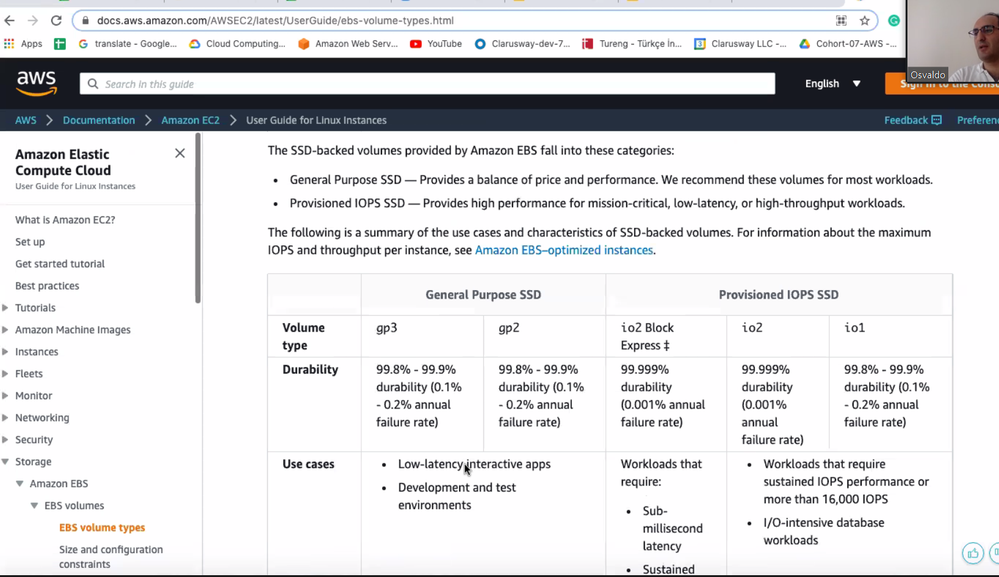 docs.aws.amazon.com/AWSEC2/latest/UserGuide/ebs-volume-types.html
Apps
translate - Google...
Cloud Computing...
Amazon Web Serv...
YouTube
Clarusway-dev-7...
Tureng - Türkçe İn...
Clarusway LLC -...
Cohort-07-AWS -...
Osvaldo
aws
Search in this guide
English
Sign in to the Conso
AWS
Documentation
Amazon EC2
User Guide for Linux Instances
Feedback
Preferenc
Amazon Elastic
Compute Cloud
User Guide for Linux Instances
What is Amazon EC2?
Set up
Get started tutorial
Best practices
Tutorials
Amazon Machine Images
Instances
Fleets
Monitor
Networking
Security
Storage
Amazon EBS
EBS volumes
EBS volume types
Size and configuration
constraints
The SSD-backed volumes provided by Amazon EBS fall into these categories:
• General Purpose SSD — Provides a balance of price and performance. We recommend these volumes for most workloads.
• Provisioned IOPS SSD — Provides high performance for mission-critical, low-latency, or high-throughput workloads.
The following is a summary of the use cases and characteristics of SSD-backed volumes. For information about the maximum
IOPS and throughput per instance, see Amazon EBS–optimized instances.
General Purpose SSD
Provisioned IOPS SSD
Volume
type
gp3
gp2
io2 Block
Express ‡
io2
io1
Durability
99.8% - 99.9%
durability (0.1%
- 0.2% annual
failure rate)
99.8% - 99.9%
durability (0.1%
- 0.2% annual
failure rate)
99.999%
durability
(0.001% annual
failure rate)
99.999%
durability
(0.001%
annual
failure rate)
99.8% - 99.9%
durability (0.1%
- 0.2% annual
failure rate)
Use cases
• Low-latency interactive apps
• Development and test
environments
Workloads that
require:
• Sub-
millisecond
latency
• Sustained
• Workloads that require
sustained IOPS performance or
more than 16,000 IOPS
• I/O-intensive database
workloads